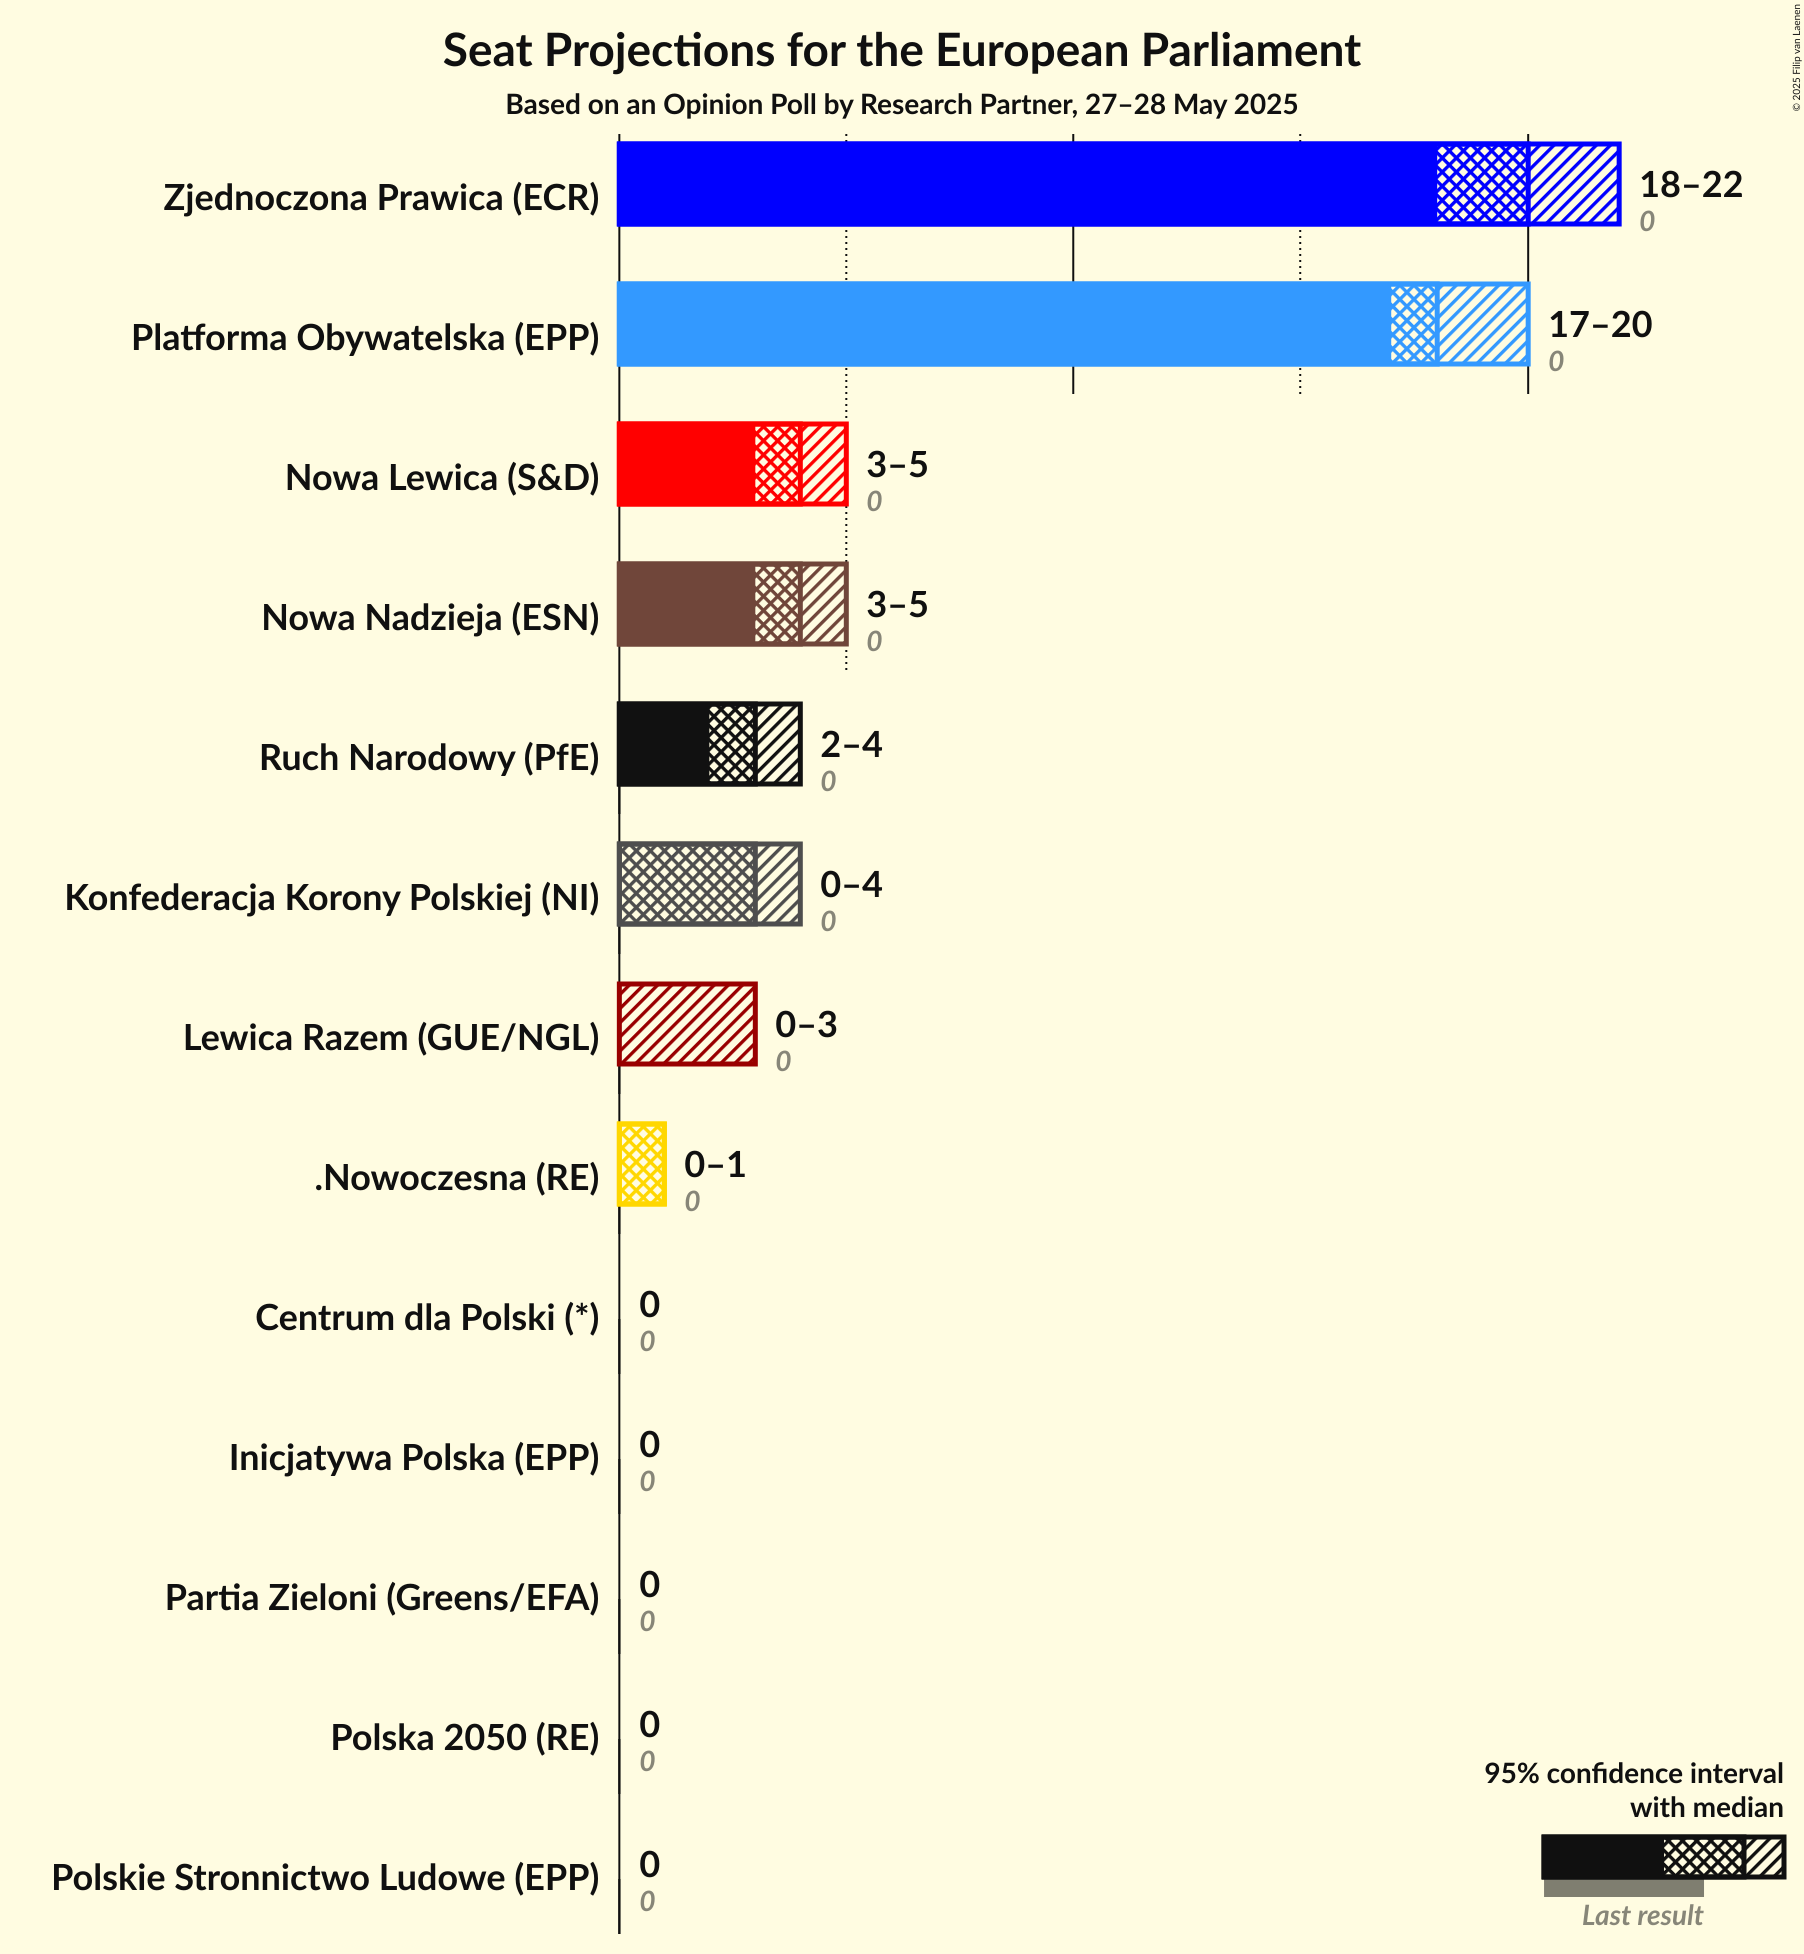 Seat Projections for the European Parliament
Based on an Opinion Poll by Research Partner, 27–28 May 2025
© 2025 Filip van Laenen
Zjednoczona Prawica (ECR)
18–22
0
Platforma Obywatelska (EPP)
17–20
0
Nowa Lewica (S&D)
3–5
0
Nowa Nadzieja (ESN)
3–5
0
Ruch Narodowy (PfE)
2–4
0
Konfederacja Korony Polskiej (NI)
0–4
0
Lewica Razem (GUE/NGL)
0–3
0
.Nowoczesna (RE)
0–1
0
Centrum dla Polski (*)
0
0
Inicjatywa Polska (EPP)
0
0
Partia Zieloni (Greens/EFA)
0
0
Polska 2050 (RE)
0
0
Polskie Stronnictwo Ludowe (EPP)
0
0
95% confidence interval
with median
Last result